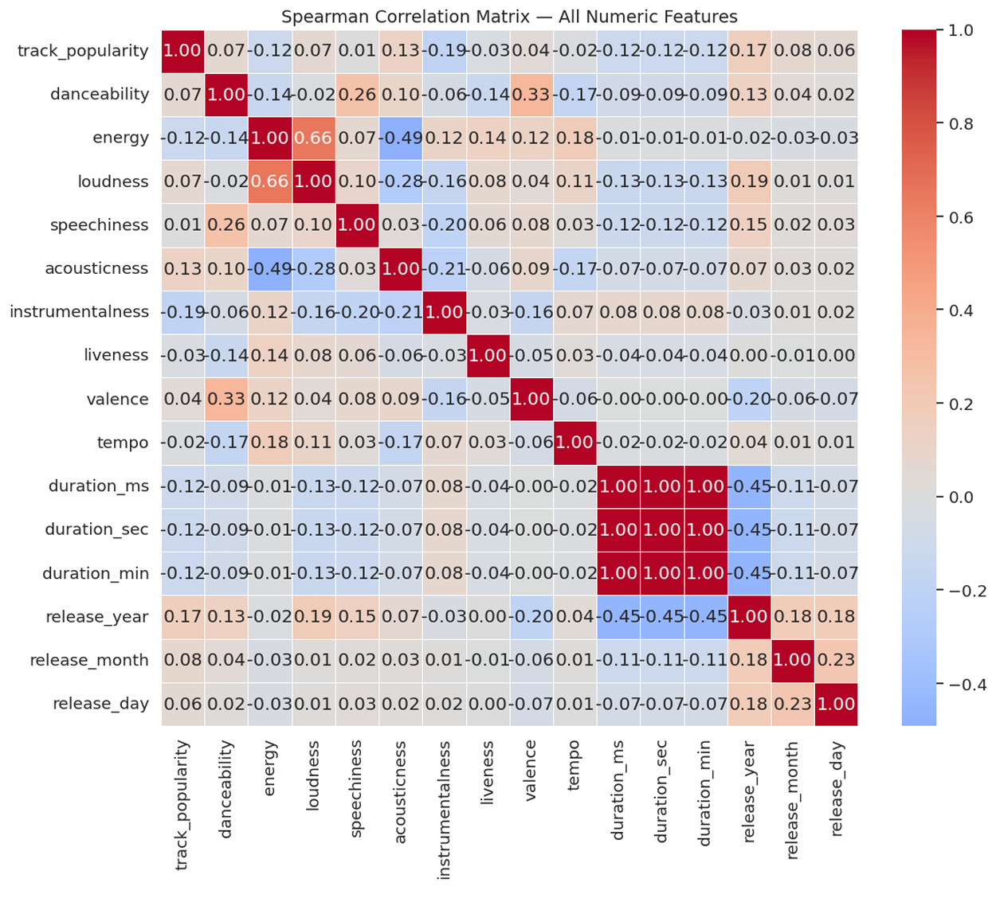 Spearman Correlation Matrix — All Numeric Features
track_popularity 1.00 0.07 -0.12 0.07 0.01 0.13 -0.19 -0.03 0.04 -0.02 -0.12 -0.12 -0.12 0.17 0.08 0.06
danceability 0.07 1.00 -0.14 -0.02 0.26 0.10 -0.06 -0.14 0.33 -0.17 -0.09 -0.09 -0.09 0.13 0.04 0.02
energy -0.12 -0.14 1.00 0.66 0.07 -0.49 0.12 0.14 0.12 0.18 -0.01 -0.01 -0.01 -0.02 -0.03 -0.03
loudness 0.07 -0.02 0.66 1.00 0.10 -0.28 -0.16 0.08 0.04 0.11 -0.13 -0.13 -0.13 0.19 0.01 0.01
speechiness 0.01 0.26 0.07 0.10 1.00 0.03 -0.20 0.06 0.08 0.03 -0.12 -0.12 -0.12 0.15 0.02 0.03
acousticness 0.13 0.10 -0.49 -0.28 0.03 1.00 -0.21 -0.06 0.09 -0.17 -0.07 -0.07 -0.07 0.07 0.03 0.02
instrumentalness -0.19 -0.06 0.12 -0.16 -0.20 -0.21 1.00 -0.03 -0.16 0.07 0.08 0.08 0.08 -0.03 0.01 0.02
liveness -0.03 -0.14 0.14 0.08 0.06 -0.06 -0.03 1.00 -0.05 0.03 -0.04 -0.04 -0.04 0.00 -0.01 0.00
valence 0.04 0.33 0.12 0.04 0.08 0.09 -0.16 -0.05 1.00 -0.06 -0.00 -0.00 -0.00 -0.20 -0.06 -0.07
tempo -0.02 -0.17 0.18 0.11 0.03 -0.17 0.07 0.03 -0.06 1.00 -0.02 -0.02 -0.02 0.04 0.01 0.01
duration_ms -0.12 -0.09 -0.01 -0.13 -0.12 -0.07 0.08 -0.04 -0.00 -0.02 1.00 1.00 1.00 -0.45 -0.11 -0.07
duration_sec -0.12 -0.09 -0.01 -0.13 -0.12 -0.07 0.08 -0.04 -0.00 -0.02 1.00 1.00 1.00 -0.45 -0.11 -0.07
duration_min -0.12 -0.09 -0.01 -0.13 -0.12 -0.07 0.08 -0.04 -0.00 -0.02 1.00 1.00 1.00 -0.45 -0.11 -0.07
release_year 0.17 0.13 -0.02 0.19 0.15 0.07 -0.03 0.00 -0.20 0.04 -0.45 -0.45 -0.45 1.00 0.18 0.18
release_month 0.08 0.04 -0.03 0.01 0.02 0.03 0.01 -0.01 -0.06 0.01 -0.11 -0.11 -0.11 0.18 1.00 0.23
release_day 0.06 0.02 -0.03 0.01 0.03 0.02 0.02 0.00 -0.07 0.01 -0.07 -0.07 -0.07 0.18 0.23 1.00
track_popularity
danceability
energy
loudness
speechiness
acousticness
instrumentalness
liveness
valence
tempo
duration_ms
duration_sec
duration_min
release_year
release_month
release_day
1.0
0.8
0.6
0.4
0.2
0.0
−0.2
−0.4